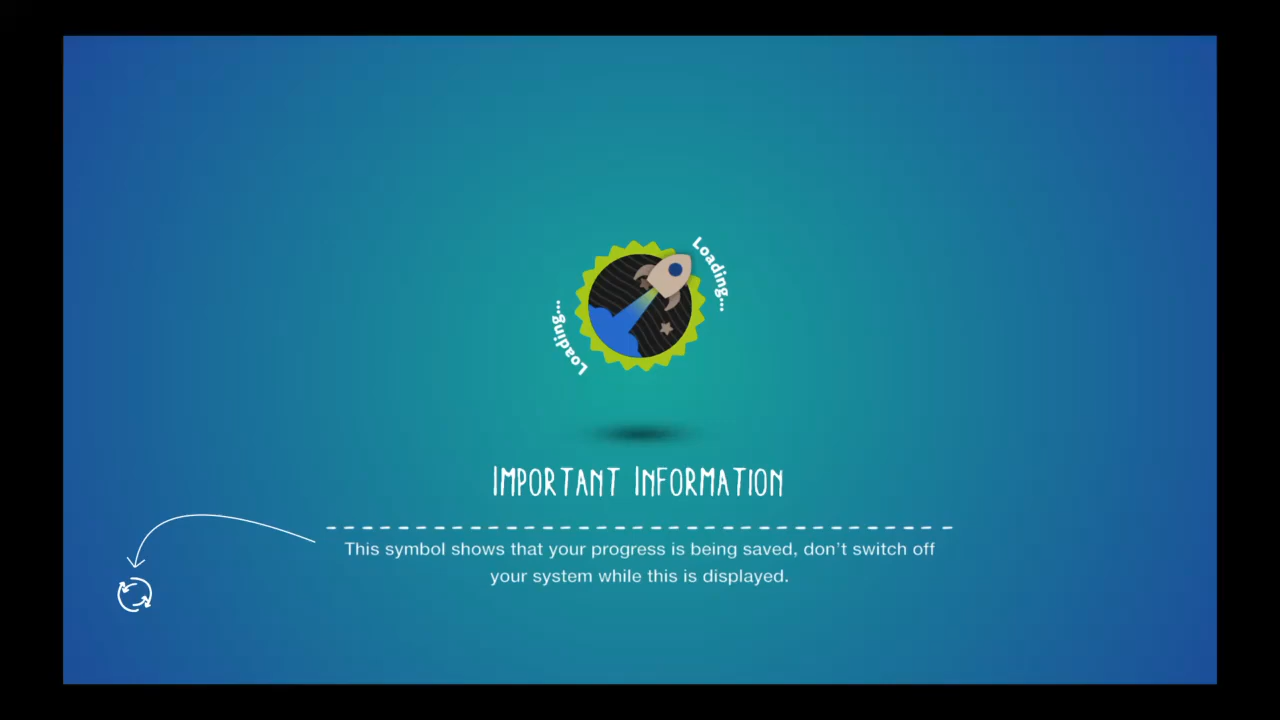 Loading...
Loading...
Important Information
This symbol shows that your progress is being saved, don't switch off
your system while this is displayed.